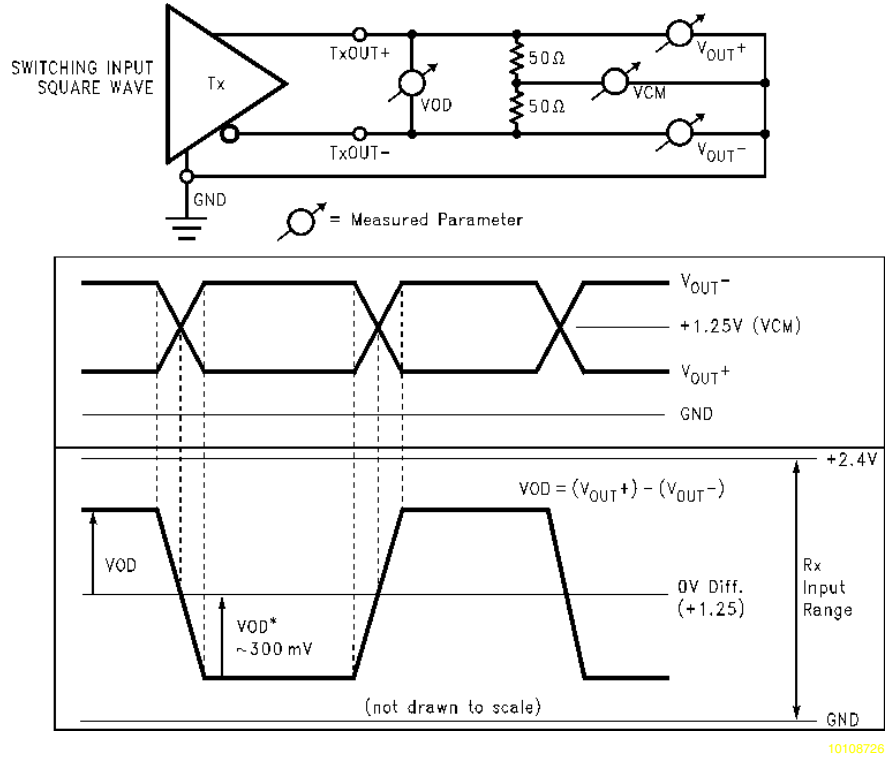 SWITCHING INPUT
SQUARE WAVE
Tx
TxOUT+
TxOUT-
VOD
50Ω
50Ω
VCM
VOUT+
VOUT-
GND
= Measured Parameter
VOUT-
+1.25V (VCM)
VOUT+
GND
+2.4V
VOD = (VOUT+) - (VOUT-)
VOD
VOD*
~300 mV
0V Diff.
(+1.25)
Rx
Input
Range
(not drawn to scale)
GND
10108726